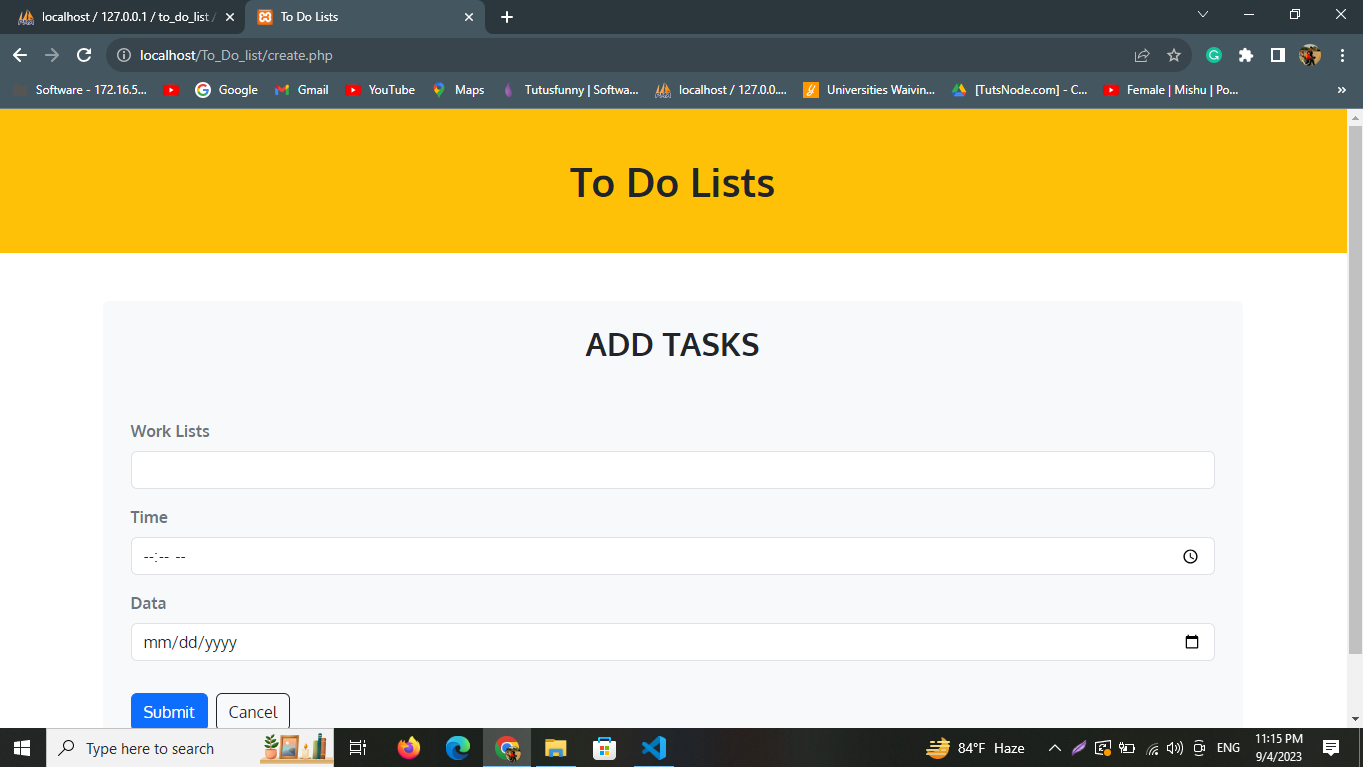 localhost / 127.0.0.1 / to_do_list /
To Do Lists
localhost/To_Do_list/create.php
Software - 172.16.5...
Google
Gmail
YouTube
Maps
Tutusfunny | Softwa...
localhost / 127.0.0....
Universities Waivin...
[TutsNode.com] - C...
Female | Mishu | Po...
To Do Lists
ADD TASKS
Work Lists
Time
--:-- --
Data
mm/dd/yyyy
Submit
Cancel
Type here to search
84°F Haze
ENG
11:15 PM
9/4/2023